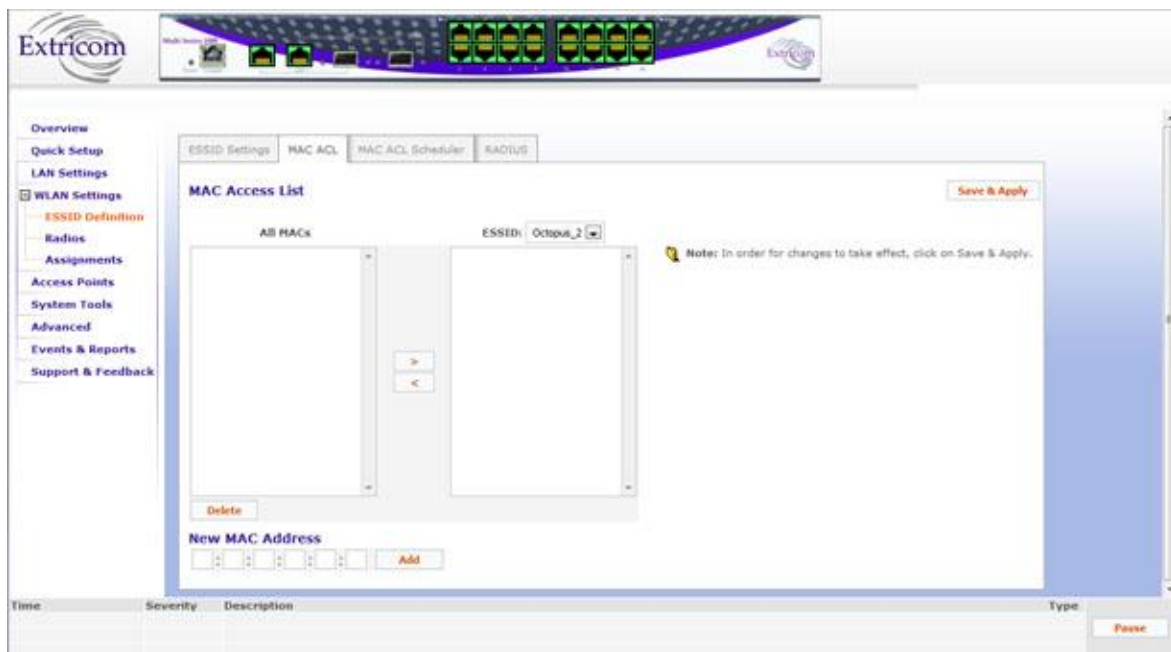 Extricom
Extricom
Overview
Quick Setup
LAN Settings
WLAN Settings
ESSID Definition
Radios
Assignments
Access Points
System Tools
Advanced
Events & Reports
Support & Feedback
ESSID Settings MAC ACL MAC ACL Scheduler RADIUS
MAC Access List Save & Apply
All MACs ESSID: Octopus_2
Note: In order for changes to take effect, click on Save & Apply.
>
<
Delete
New MAC Address
: : : : : Add
Time Severity Description Type
Pause